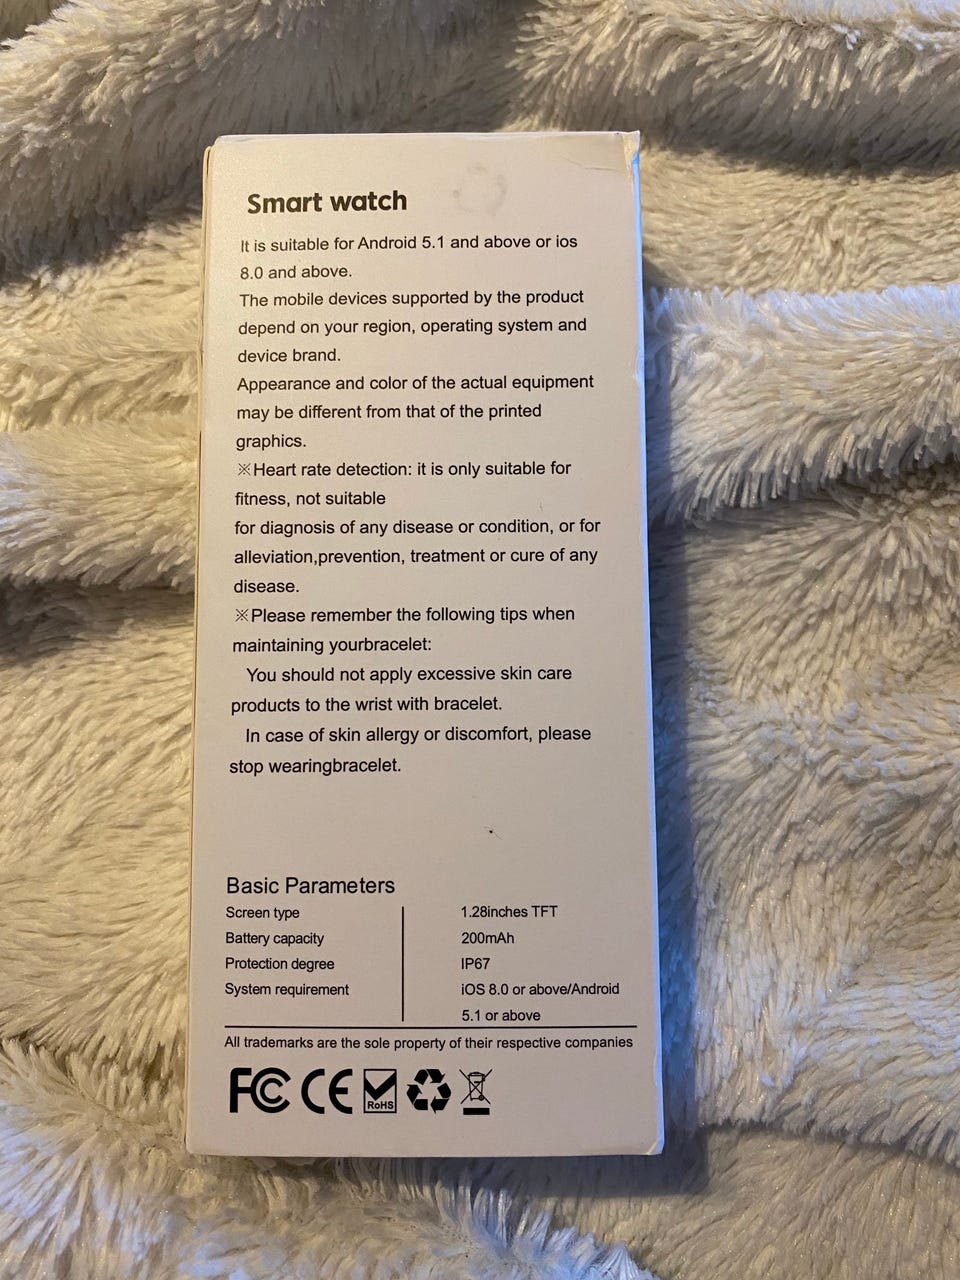 Smart watch
It is suitable for Android 5.1 and above or ios
8.0 and above.
The mobile devices supported by the product
depend on your region, operating system and
device brand.
Appearance and color of the actual equipment
may be different from that of the printed
graphics.
※Heart rate detection: it is only suitable for
fitness, not suitable
for diagnosis of any disease or condition, or for
alleviation,prevention, treatment or cure of any
disease.
※Please remember the following tips when
maintaining yourbracelet:
You should not apply excessive skin care
products to the wrist with bracelet.
In case of skin allergy or discomfort, please
stop wearingbracelet.
Basic Parameters
Screen type 1.28inches TFT
Battery capacity 200mAh
Protection degree IP67
System requirement iOS 8.0 or above/Android
5.1 or above
All trademarks are the sole property of their respective companies
FC CE RoHS